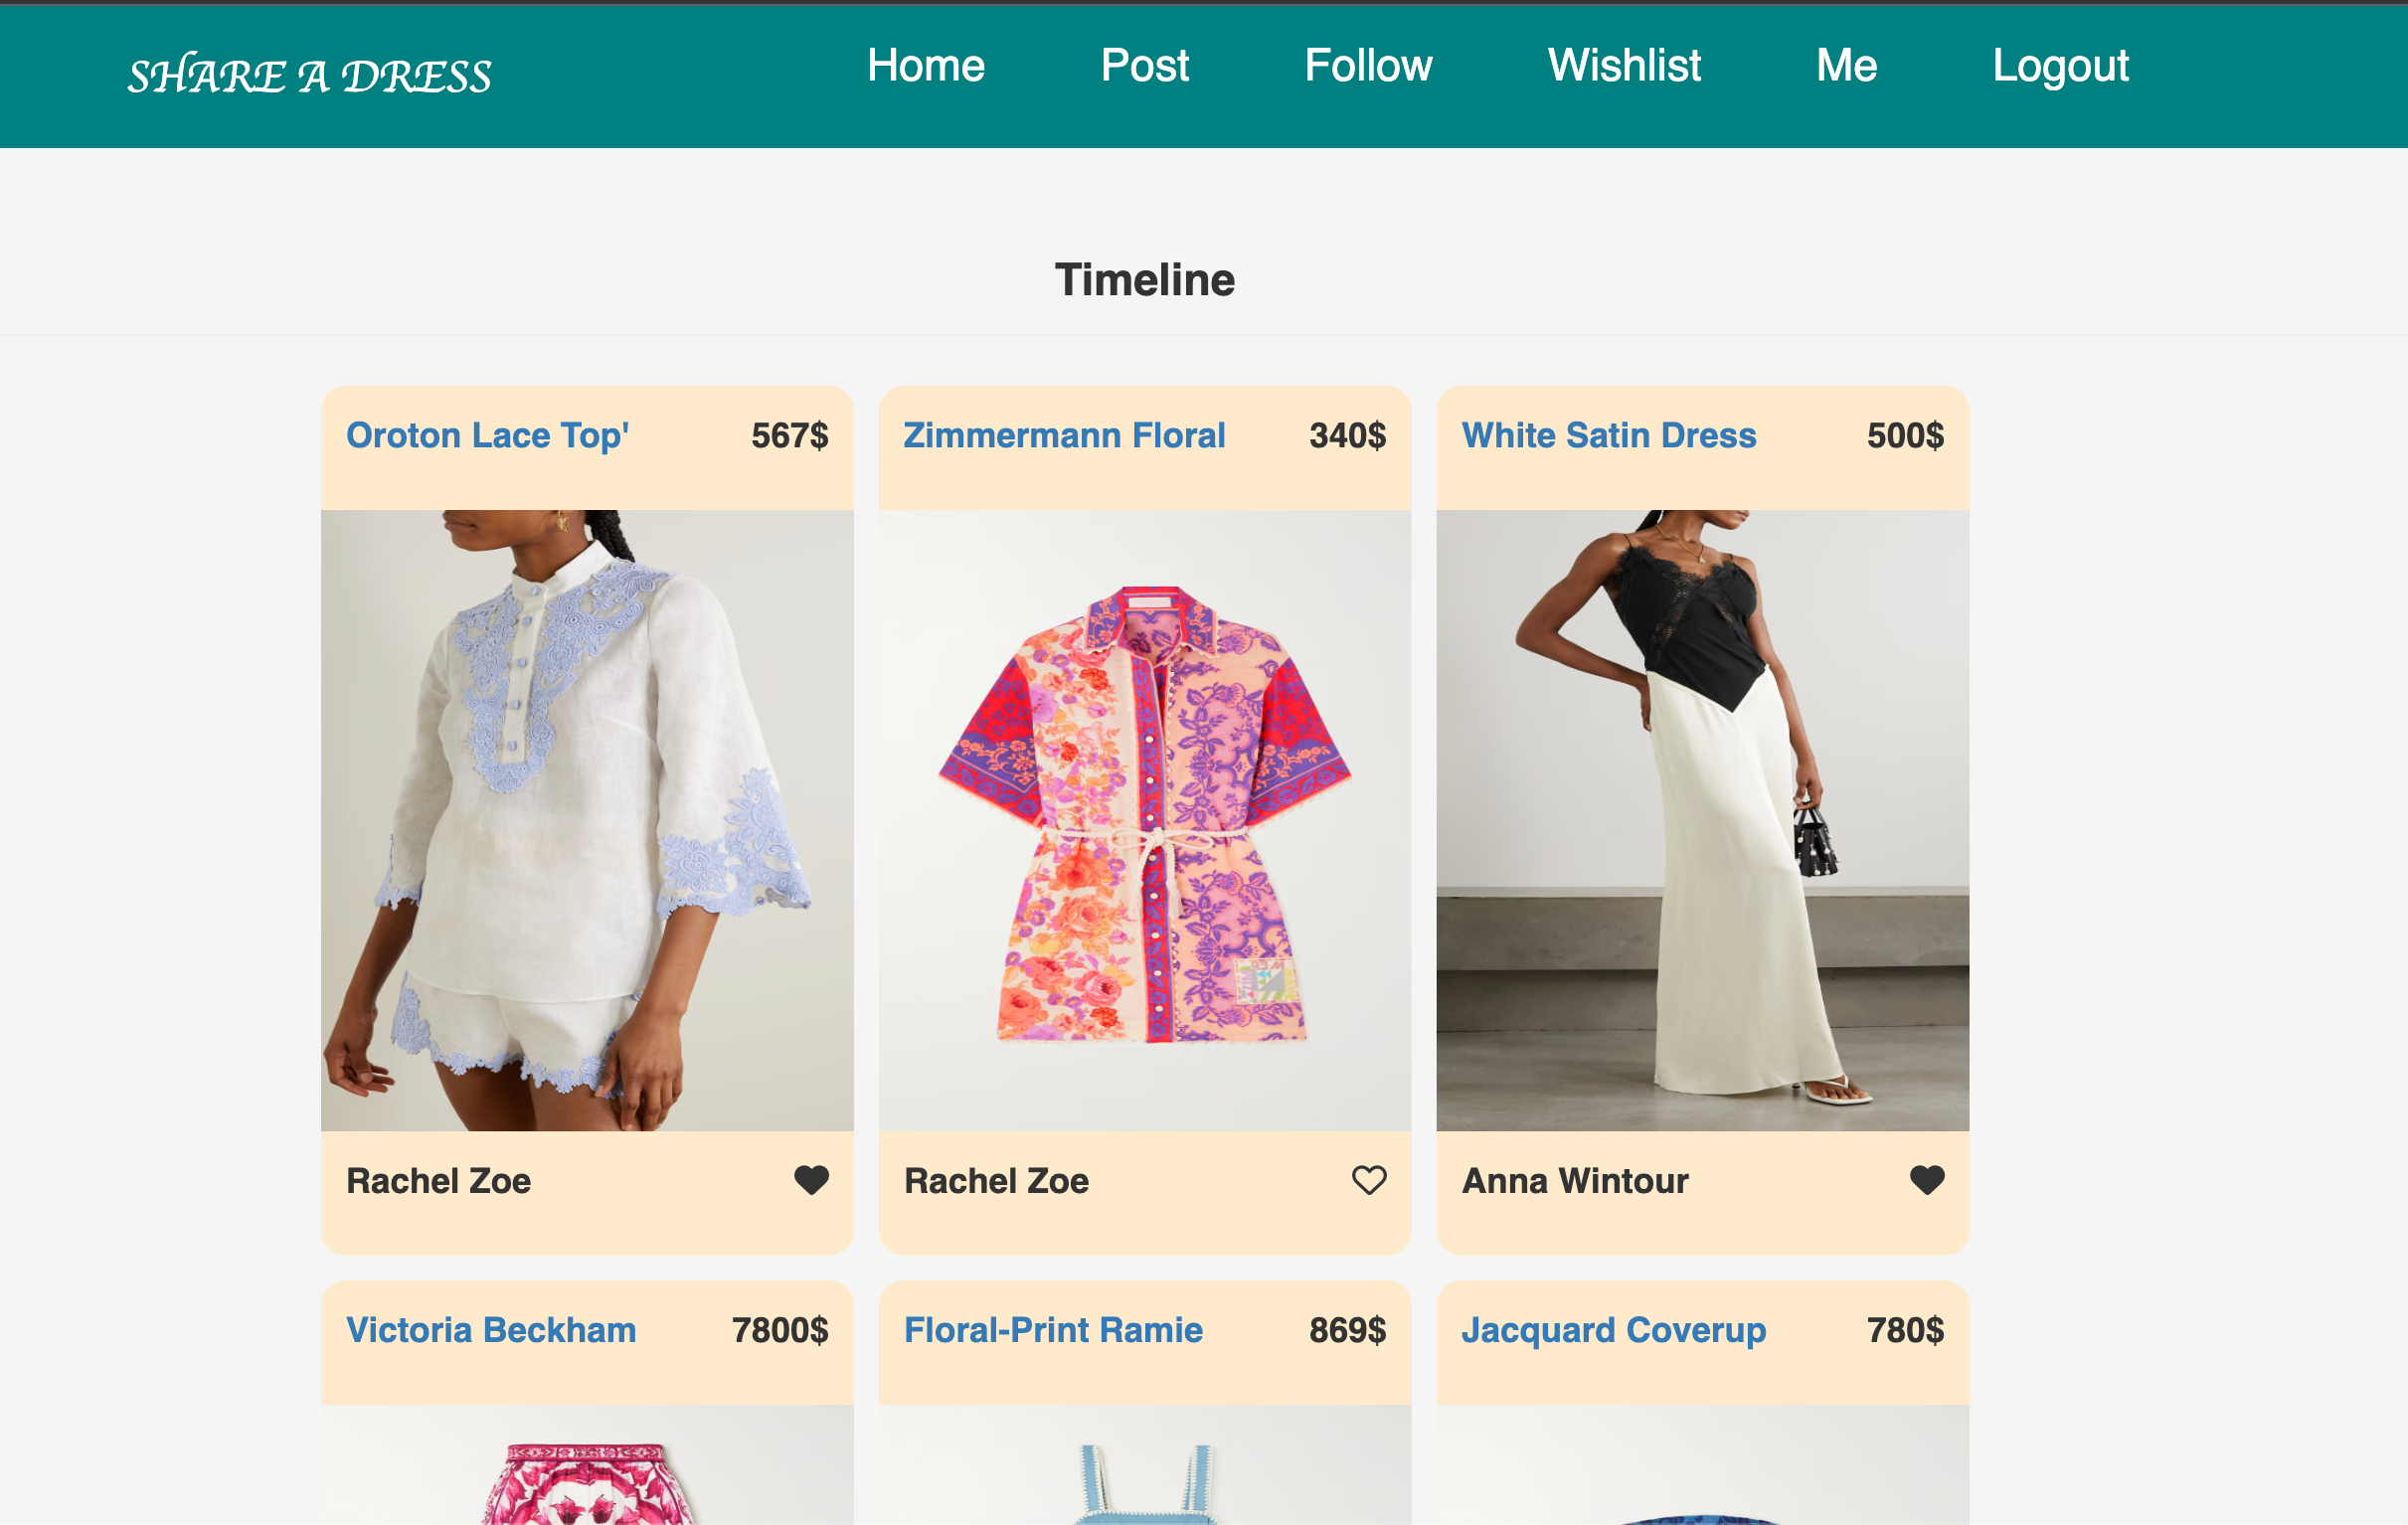 SHARE A DRESS
Home Post Follow Wishlist Me Logout
Timeline
Oroton Lace Top' 567$
Zimmermann Floral 340$
White Satin Dress 500$
Rachel Zoe
Rachel Zoe
Anna Wintour
Victoria Beckham 7800$
Floral-Print Ramie 869$
Jacquard Coverup 780$